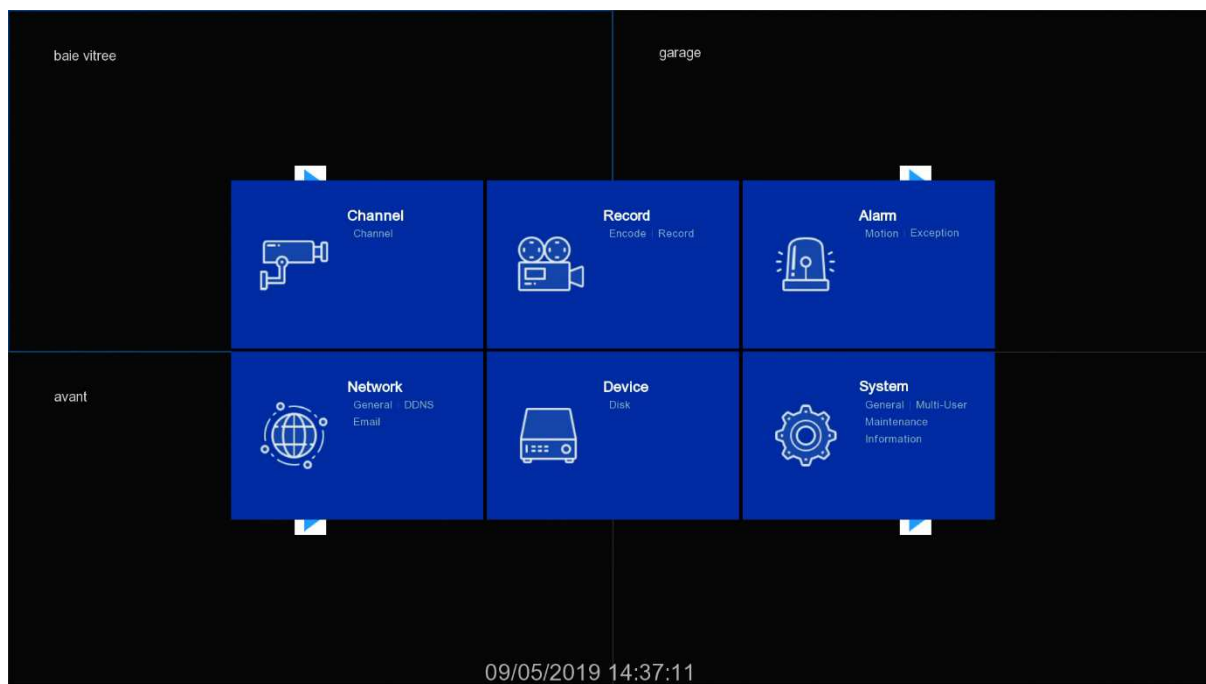 baie vitree
garage
Channel
Channel
Record
Encode | Record
Alarm
Motion | Exception
avant
Network
General | DDNS
Email
Device
Disk
System
General | Multi-User
Maintenance
Information
09/05/2019 14:37:11